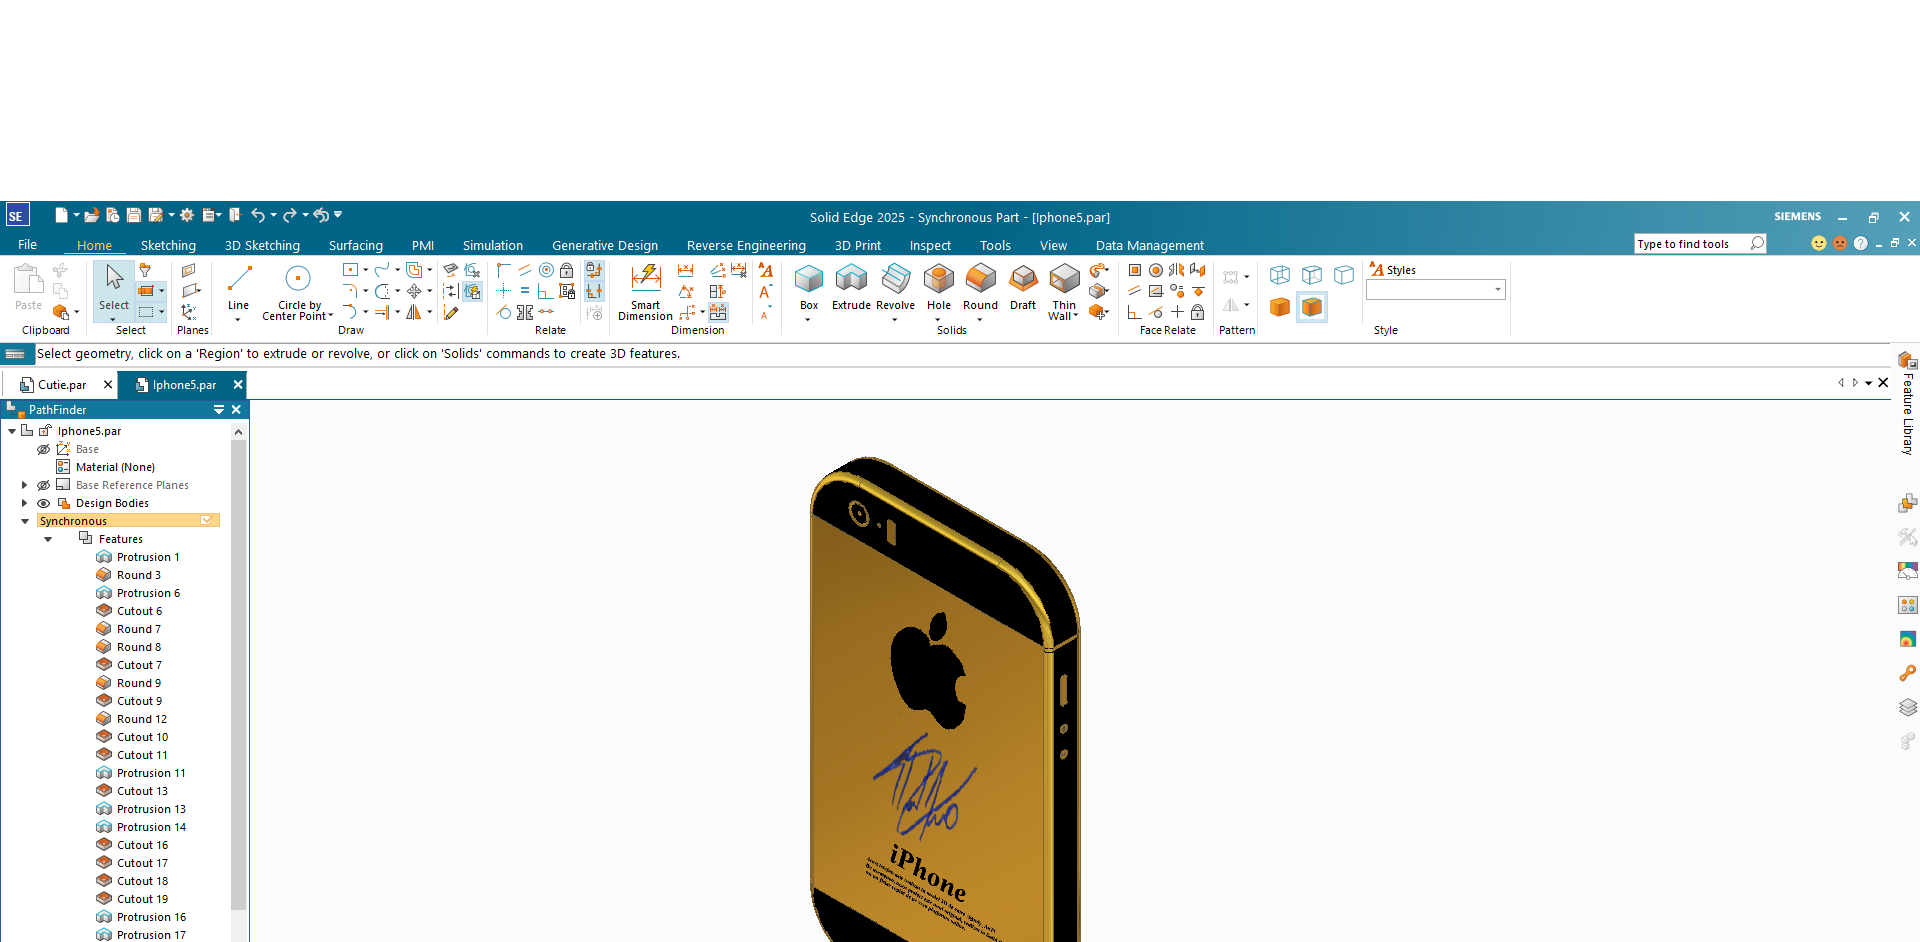 SE
Solid Edge 2025 - Synchronous Part - [Iphone5.par]
SIEMENS
File Home Sketching 3D Sketching Surfacing PMI Simulation Generative Design Reverse Engineering 3D Print Inspect Tools View Data Management
Type to find tools
Paste
Clipboard
Select
Select
Planes
Line
Circle by
Center Point
Draw
Relate
Smart
Dimension
Dimension
Box
Extrude
Revolve
Hole
Round
Draft
Thin
Wall
Solids
Face Relate
Pattern
Styles
Style
Select geometry, click on a 'Region' to extrude or revolve, or click on 'Solids' commands to create 3D features.
Cutie.par
Iphone5.par
PathFinder
Iphone5.par
Base
Material (None)
Base Reference Planes
Design Bodies
Synchronous
Features
Protrusion 1
Round 3
Protrusion 6
Cutout 6
Round 7
Round 8
Cutout 7
Round 9
Cutout 9
Round 12
Cutout 10
Cutout 11
Protrusion 11
Cutout 13
Protrusion 13
Protrusion 14
Cutout 16
Cutout 17
Cutout 18
Cutout 19
Protrusion 16
Protrusion 17
iPhone
Feature Library